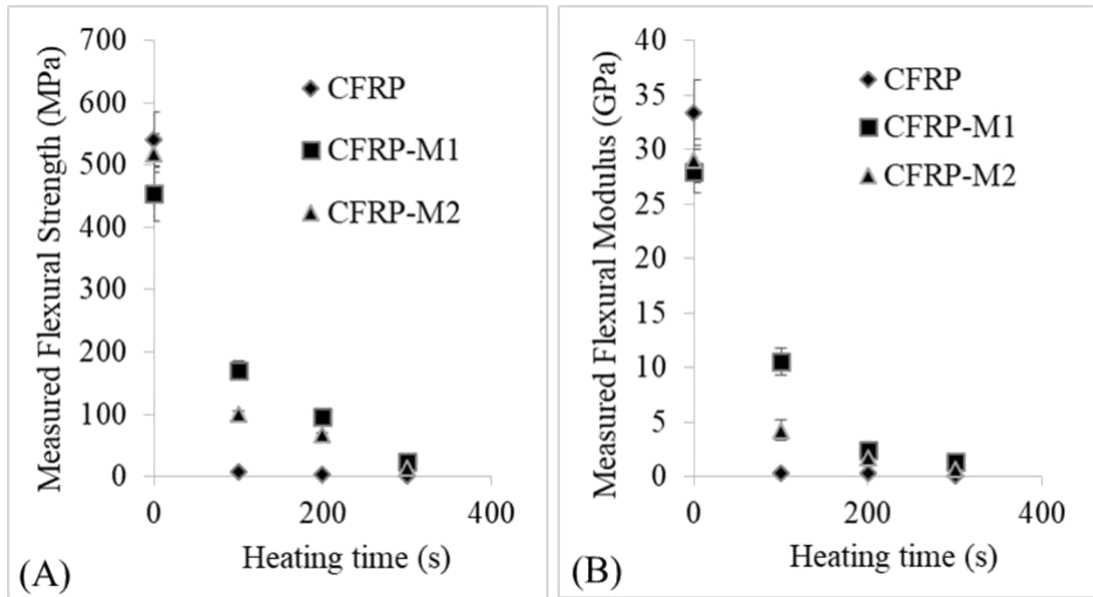 Measured Flexural Strength (MPa)
700
600
500
400
300
200
100
0
CFRP
CFRP-M1
CFRP-M2
0
200
400
Heating time (s)
(A)
Measured Flexural Modulus (GPa)
40
35
30
25
20
15
10
5
0
CFRP
CFRP-M1
CFRP-M2
0
200
400
Heating time (s)
(B)